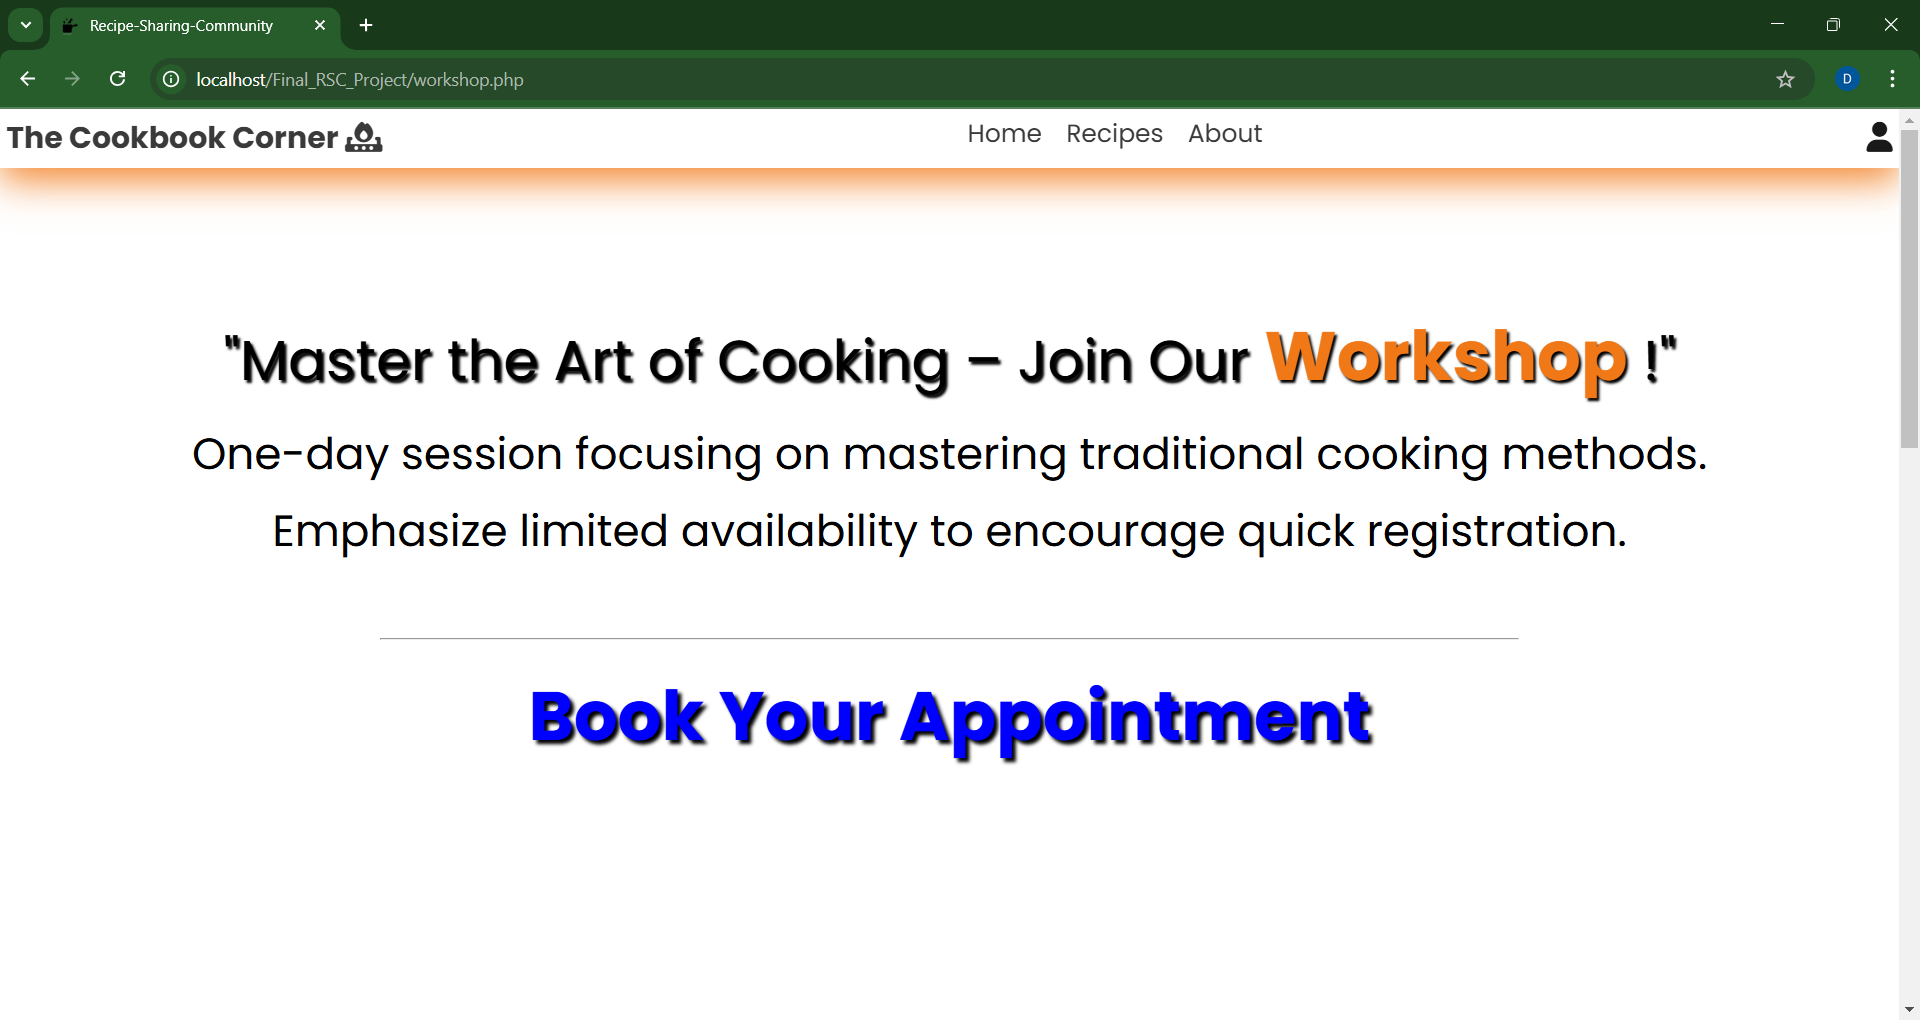 Recipe-Sharing-Community
localhost/Final_RSC_Project/workshop.php
D
The Cookbook Corner
Home Recipes About
"Master the Art of Cooking – Join Our Workshop !"
One-day session focusing on mastering traditional cooking methods.
Emphasize limited availability to encourage quick registration.
Book Your Appointment